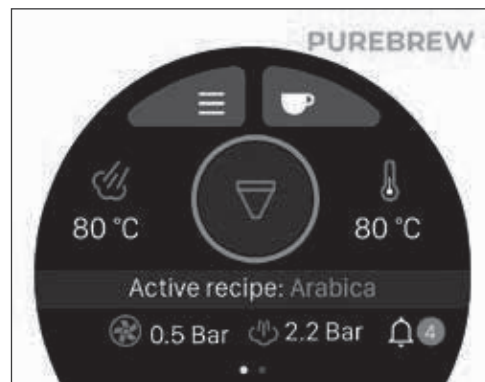 PUREBREW
80 °C
80 °C
Active recipe: Arabica
0.5 Bar 2.2 Bar 4